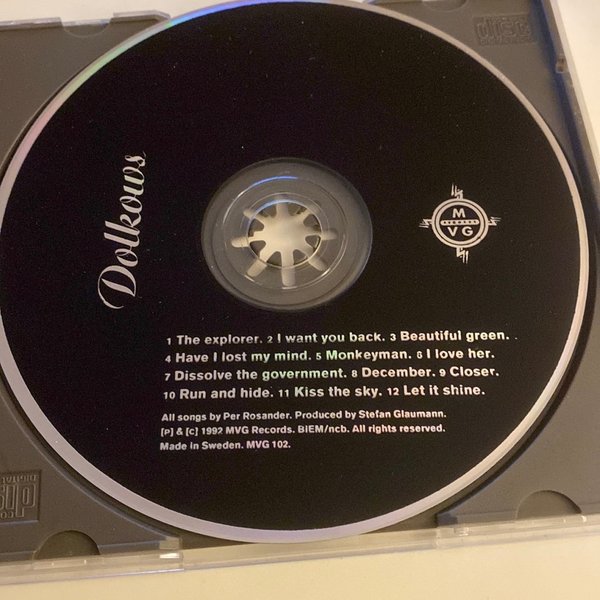 Dolkows
M
VG
1 The explorer. 2 I want you back. 3 Beautiful green.
4 Have I lost my mind. 5 Monkeyman. 6 I love her.
7 Dissolve the government. 8 December. 9 Closer.
10 Run and hide. 11 Kiss the sky. 12 Let it shine.
All songs by Per Rosander. Produced by Stefan Glaumann.
[P] & [C] 1992 MVG Records. BIEM/ncb. All rights reserved.
Made in Sweden. MVG 102.